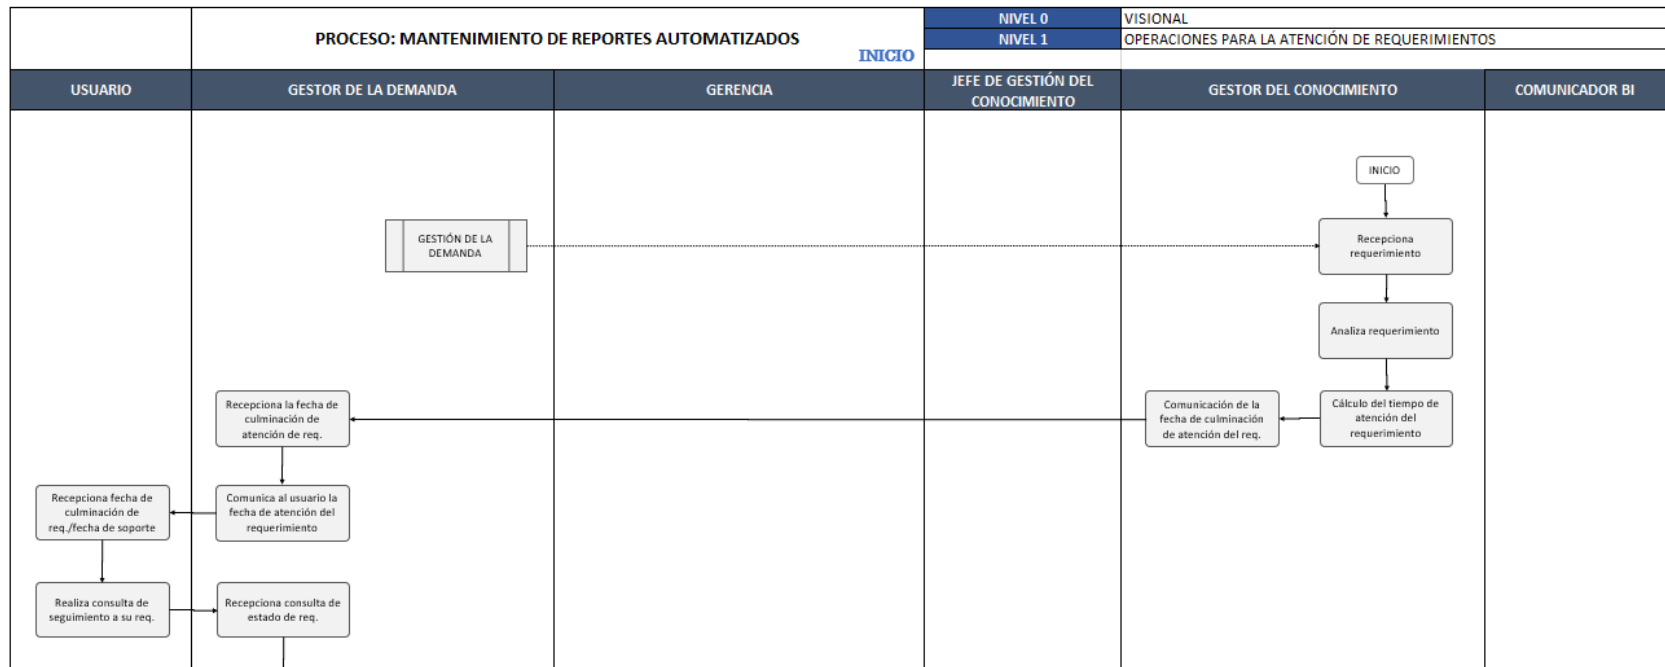 NIVEL 0
VISIONAL
PROCESO: MANTENIMIENTO DE REPORTES AUTOMATIZADOS
NIVEL 1
OPERACIONES PARA LA ATENCIÓN DE REQUERIMIENTOS
INICIO
USUARIO
GESTOR DE LA DEMANDA
GERENCIA
JEFE DE GESTIÓN DEL
CONOCIMIENTO
GESTOR DEL CONOCIMIENTO
COMUNICADOR BI
INICIO
GESTIÓN DE LA
DEMANDA
Recepciona
requerimiento
Analiza requerimiento
Recepciona la fecha de
culminación de
atención de req.
Comunicación de la
fecha de culminación
de atención del req.
Cálculo del tiempo de
atención del
requerimiento
Recepciona fecha de
culminación de
req./fecha de soporte
Comunica al usuario la
fecha de atención del
requerimiento
Realiza consulta de
seguimiento a su req.
Recepciona consulta de
estado de req.